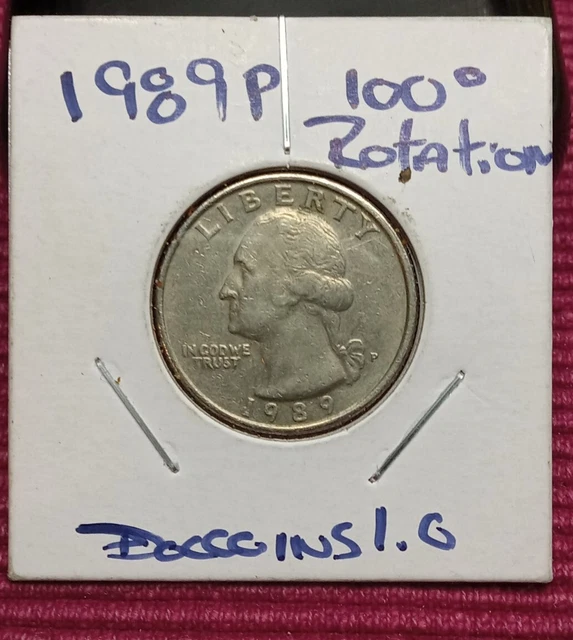 1989P 100°
Rotation
LIBERTY
IN GOD WE
TRUST
P
1989